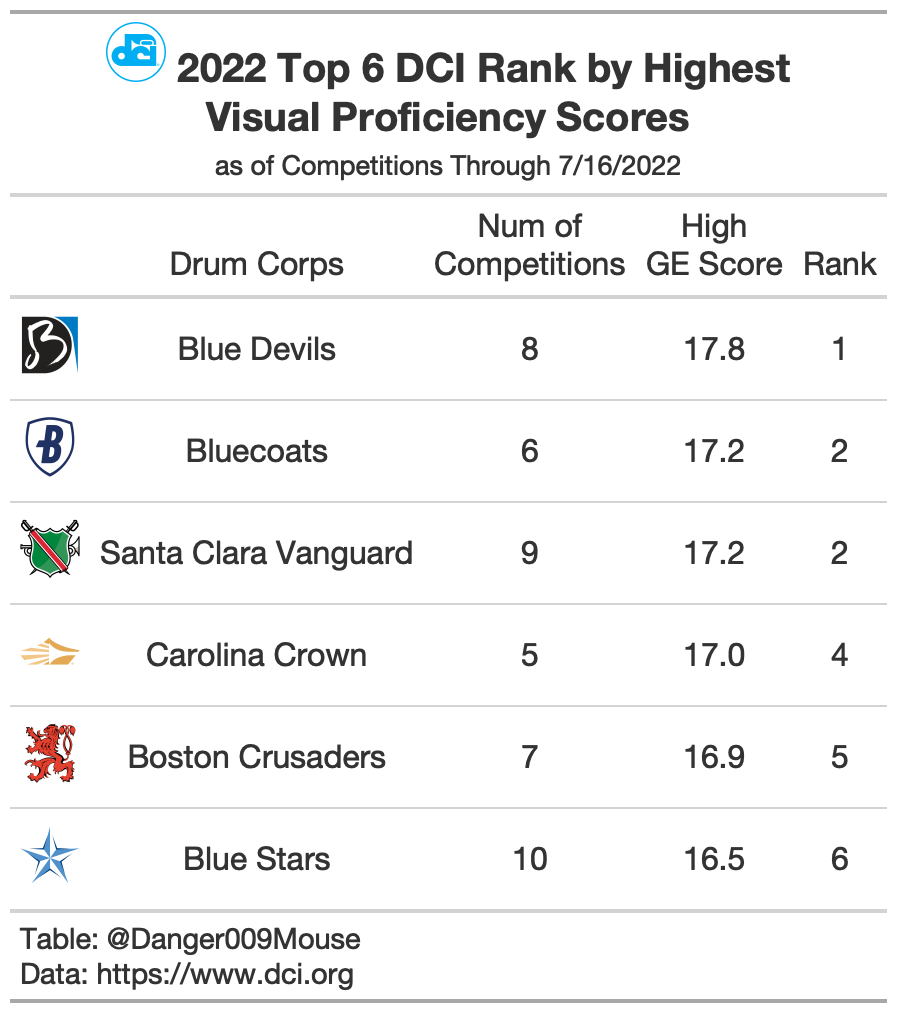 dci
2022 Top 6 DCI Rank by Highest
Visual Proficiency Scores
as of Competitions Through 7/16/2022
Drum Corps Num of Competitions High GE Score Rank
B Blue Devils 8 17.8 1
B Bluecoats 6 17.2 2
Santa Clara Vanguard 9 17.2 2
Carolina Crown 5 17.0 4
Boston Crusaders 7 16.9 5
Blue Stars 10 16.5 6
Table: @Danger009Mouse
Data: https://www.dci.org